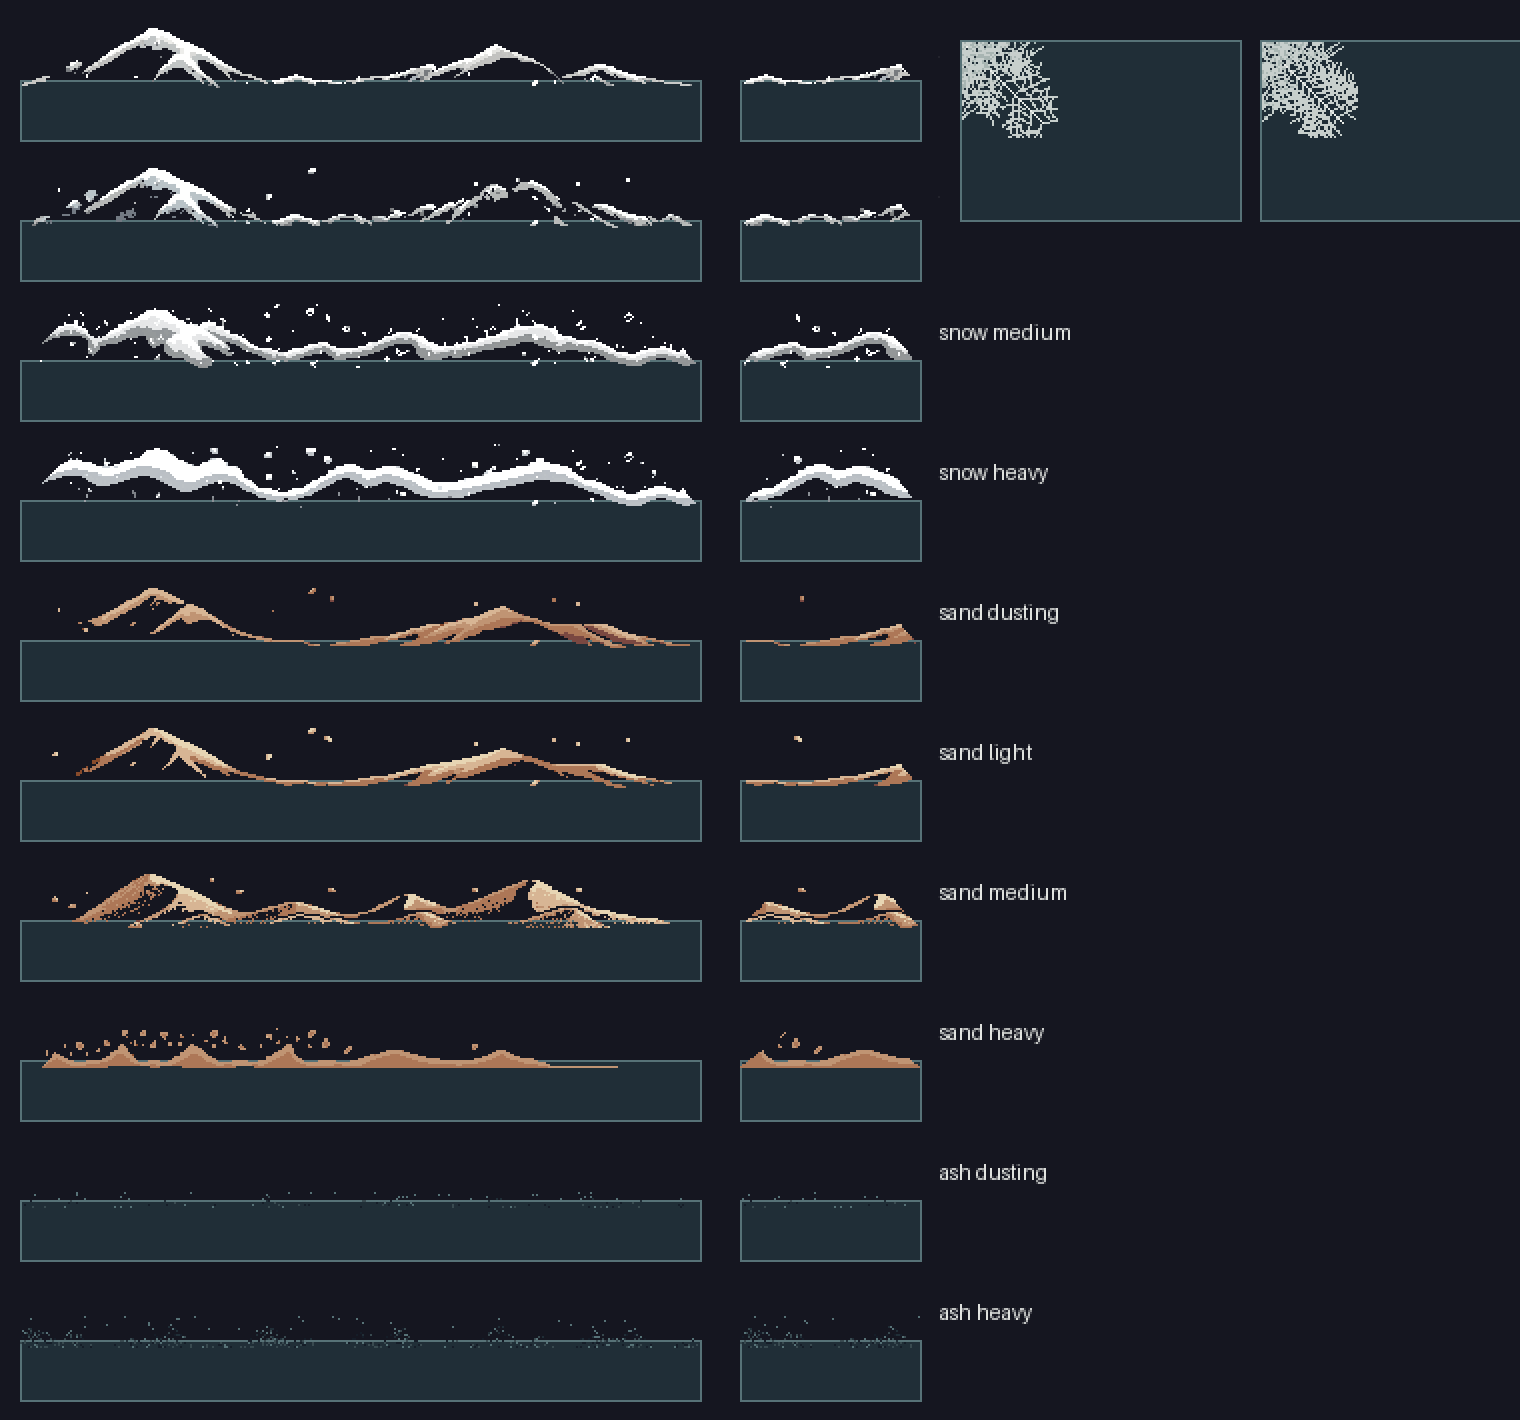 snow medium
snow heavy
sand dusting
sand light
sand medium
sand heavy
ash dusting
ash heavy